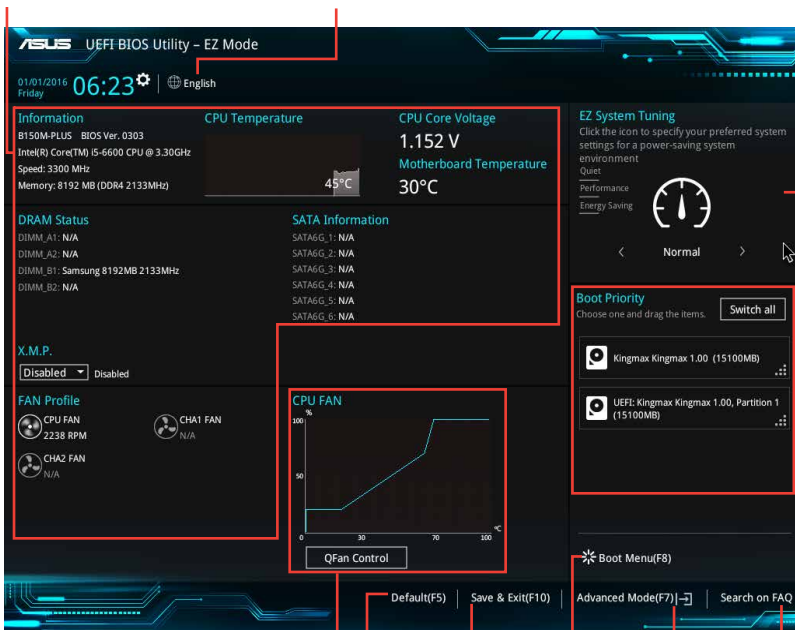 ASUS UEFI BIOS Utility – EZ Mode
01/01/2016
Friday
06:23
English
Information
B150M-PLUS BIOS Ver. 0303
Intel(R) Core(TM) i5-6600 CPU @ 3.30GHz
Speed: 3300 MHz
Memory: 8192 MB (DDR4 2133MHz)
CPU Temperature
45°C
CPU Core Voltage
1.152 V
Motherboard Temperature
30°C
EZ System Tuning
Click the icon to specify your preferred system
settings for a power-saving system
environment
Quiet
Performance
Energy Saving
< Normal >
DRAM Status
DIMM_A1: N/A
DIMM_A2: N/A
DIMM_B1: Samsung 8192MB 2133MHz
DIMM_B2: N/A
SATA Information
SATA6G_1: N/A
SATA6G_2: N/A
SATA6G_3: N/A
SATA6G_4: N/A
SATA6G_5: N/A
SATA6G_6: N/A
X.M.P.
Disabled Disabled
Boot Priority
Choose one and drag the items.
Switch all
Kingmax Kingmax 1.00 (15100MB)
UEFI: Kingmax Kingmax 1.00, Partition 1
(15100MB)
FAN Profile
CPU FAN
2238 RPM
CHA1 FAN
N/A
CHA2 FAN
N/A
CPU FAN
%
100
50
0 30 70 100
°C
QFan Control
Boot Menu(F8)
Default(F5) Save & Exit(F10) Advanced Mode(F7) Search on FAQ